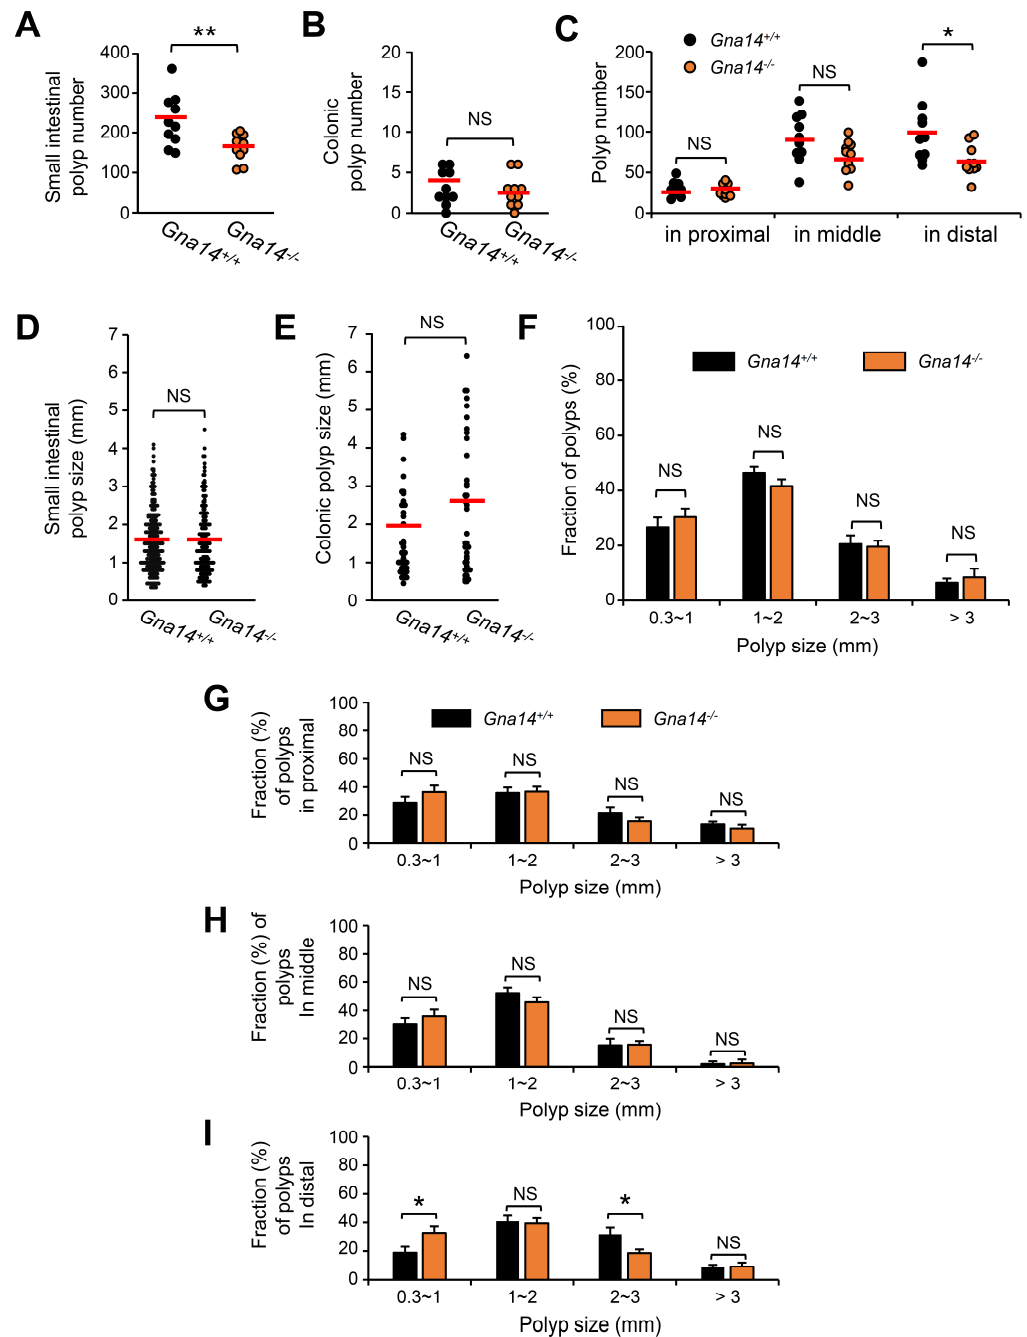 A
Small intestinal
polyp number
400
300
200
100
0
**
Gna14+/+
Gna14-/-
B
Colonic
polyp number
20
15
10
5
0
NS
Gna14+/+
Gna14-/-
C
Polyp number
200
150
100
50
0
Gna14+/+
Gna14-/-
NS
NS
*
in proximal
in middle
in distal
D
Small intestinal
polyp size (mm)
7
6
5
4
3
2
1
0
NS
Gna14+/+
Gna14-/-
E
Colonic polyp size (mm)
7
6
5
4
3
2
1
0
NS
Gna14+/+
Gna14-/-
F
Fraction of polyps (%)
100
80
60
40
20
0
Gna14+/+
Gna14-/-
NS
NS
NS
NS
0.3~1
1~2
2~3
> 3
Polyp size (mm)
G
Fraction (%)
of polyps
in proximal
100
80
60
40
20
0
Gna14+/+
Gna14-/-
NS
NS
NS
NS
0.3~1
1~2
2~3
> 3
Polyp size (mm)
H
Fraction (%) of
polyps
In middle
100
80
60
40
20
0
NS
NS
NS
NS
0.3~1
1~2
2~3
> 3
Polyp size (mm)
I
Fraction (%)
of polyps
In distal
100
80
60
40
20
0
*
NS
*
NS
0.3~1
1~2
2~3
> 3
Polyp size (mm)